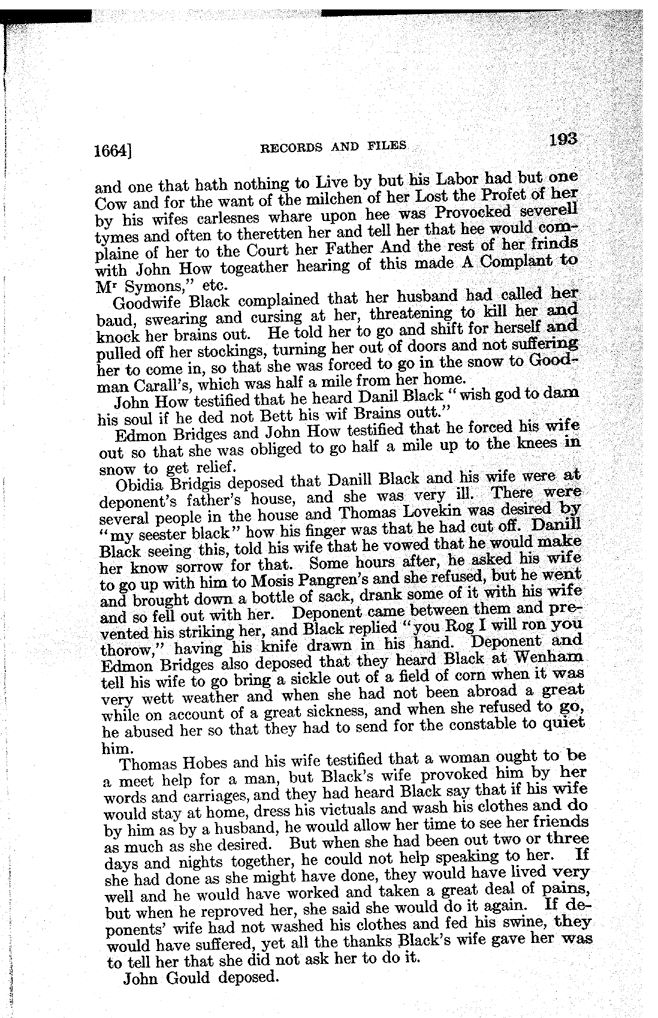 1664] RECORDS AND FILES 193
and one that hath nothing to Live by but his Labor had but one
Cow and for the want of the milchen of her Lost the Profet of her
by his wifes carlesnes whare upon hee was Provocked severell
tymes and often to theretten her and tell her that hee would com-
plaine of her to the Court her Father And the rest of her frinds
with John How togeather hearing of this made A Complant to
Mr Symons," etc.
Goodwife Black complained that her husband had called her
baud, swearing and cursing at her, threatening to kill her and
knock her brains out. He told her to go and shift for herself and
pulled off her stockings, turning her out of doors and not suffering
her to come in, so that she was forced to go in the snow to Good-
man Carall's, which was half a mile from her home.
John How testified that he heard Danil Black "wish god to dam
his soul if he ded not Bett his wif Brains outt."
Edmon Bridges and John How testified that he forced his wife
out so that she was obliged to go half a mile up to the knees in
snow to get relief.
Obidia Bridgis deposed that Danill Black and his wife were at
deponent's father's house, and she was very ill. There were
several people in the house and Thomas Lovekin was desired by
"my seester black" how his finger was that he had cut off. Danill
Black seeing this, told his wife that he vowed that he would make
her know sorrow for that. Some hours after, he asked his wife
to go up with him to Mosis Pangren's and she refused, but he went
and brought down a bottle of sack, drank some of it with his wife
and so fell out with her. Deponent came between them and pre-
vented his striking her, and Black replied "you Rog I will ron you
thorow," having his knife drawn in his hand. Deponent and
Edmon Bridges also deposed that they heard Black at Wenham
tell his wife to go bring a sickle out of a field of corn when it was
very wett weather and when she had not been abroad a great
while on account of a great sickness, and when she refused to go,
he abused her so that they had to send for the constable to quiet
him.
Thomas Hobes and his wife testified that a woman ought to be
a meet help for a man, but Black's wife provoked him by her
words and carriages, and they had heard Black say that if his wife
would stay at home, dress his victuals and wash his clothes and do
by him as by a husband, he would allow her time to see her friends
as much as she desired. But when she had been out two or three
days and nights together, he could not help speaking to her. If
she had done as she might have done, they would have lived very
well and he would have worked and taken a great deal of pains,
but when he reproved her, she said she would do it again. If de-
ponents' wife had not washed his clothes and fed his swine, they
would have suffered, yet all the thanks Black's wife gave her was
to tell her that she did not ask her to do it.
John Gould deposed.